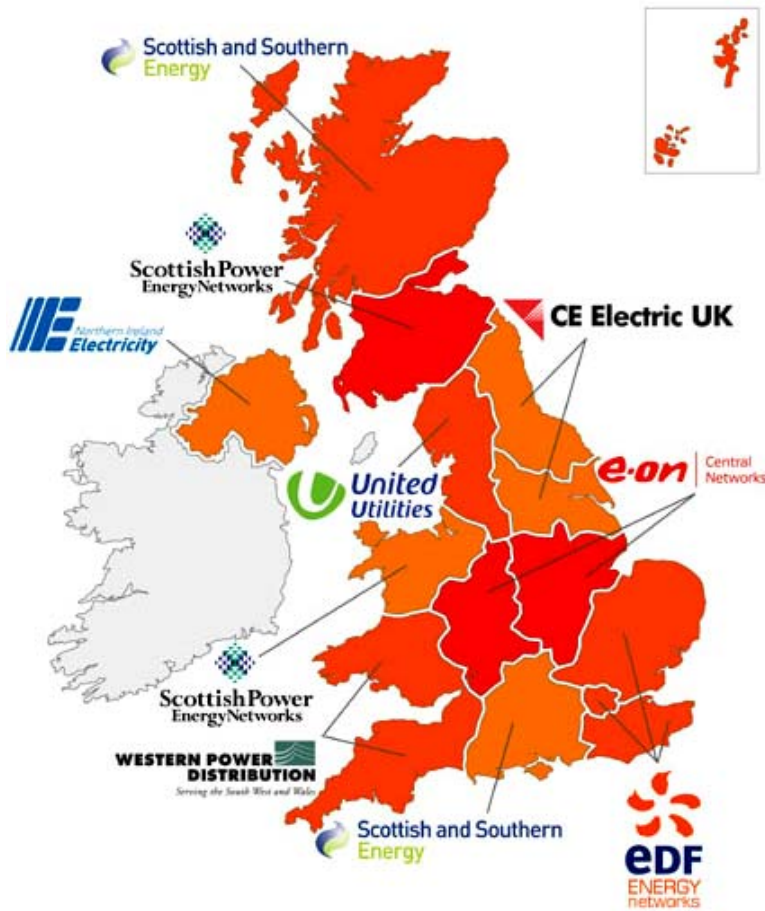 Scottish and Southern
Energy
ScottishPower
EnergyNetworks
CE Electric UK
Northern Ireland
Electricity
e·on
Central
Networks
United
Utilities
ScottishPower
EnergyNetworks
WESTERN POWER
DISTRIBUTION
Serving the South West and Wales
Scottish and Southern
Energy
eDF
ENERGY
networks